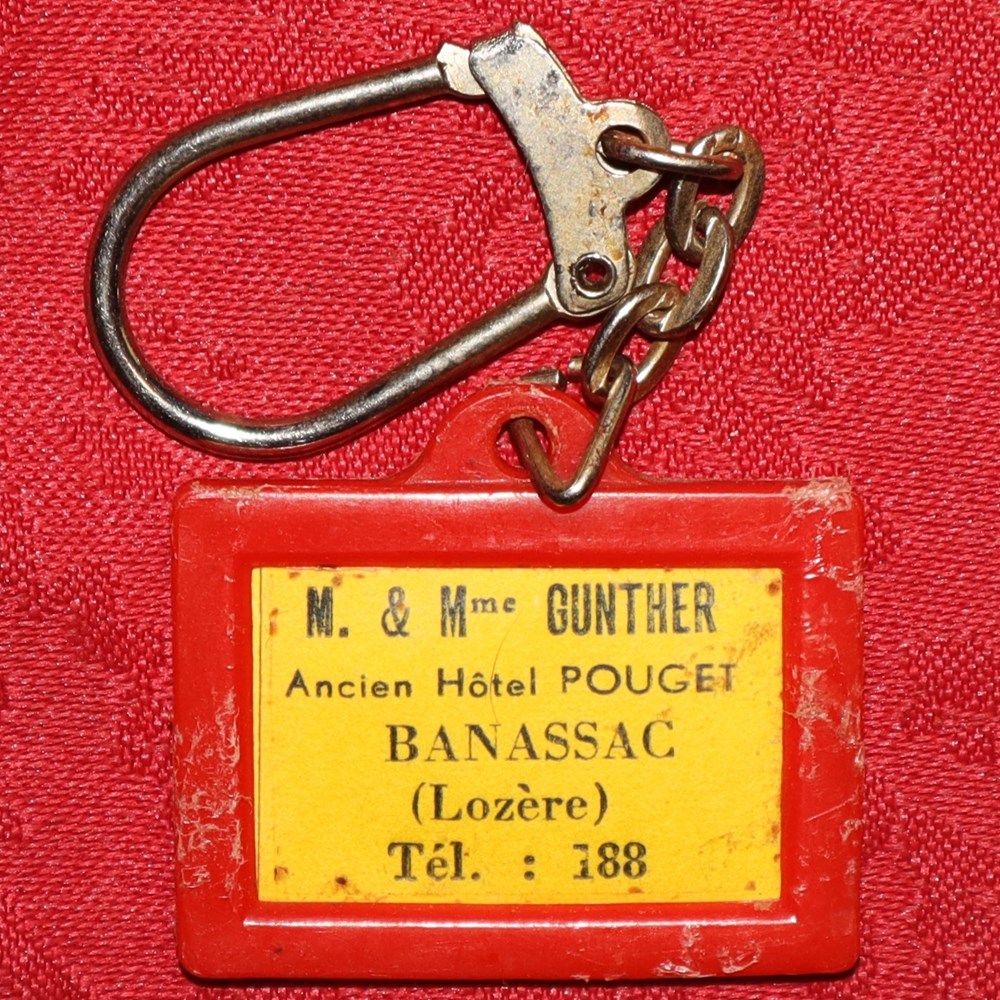 M. & Mme GUNTHER
Ancien Hôtel POUGET
BANASSAC
(Lozère)
Tél. : 188